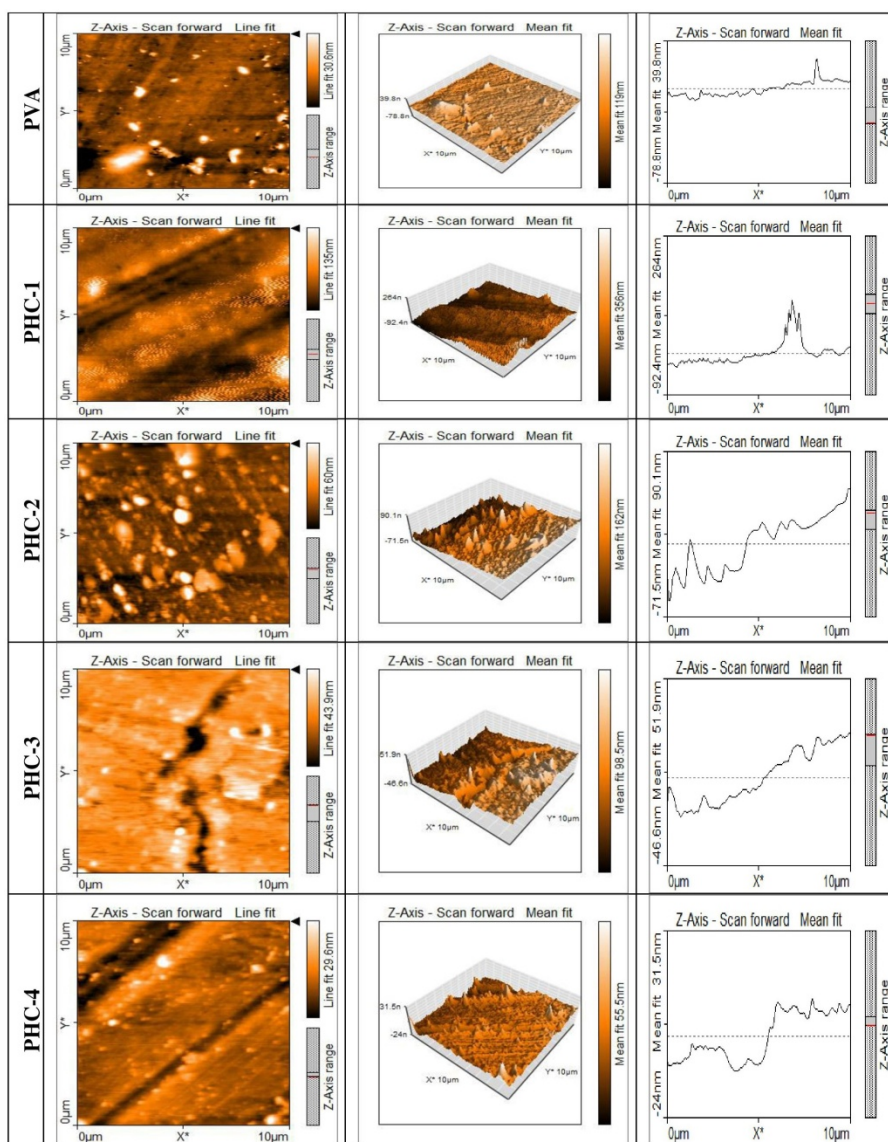 PVA
Z-Axis - Scan forward Line fit
10µm
Y*
0µm
0µm X* 10µm
Line fit 30.6nm
Z-Axis range
Z-Axis - Scan forward Mean fit
39.8n
-78.8n
X* 10µm
Y* 10µm
Mean fit 119nm
Z-Axis - Scan forward Mean fit
-78.8nm Mean fit 39.8nm
0µm X* 10µm
Z-Axis range
PHC-1
Z-Axis - Scan forward Line fit
10µm
Y*
0µm
0µm X* 10µm
Line fit 135nm
Z-Axis range
Z-Axis - Scan forward Mean fit
264n
-92.4n
X* 10µm
Y* 10µm
Mean fit 356nm
Z-Axis - Scan forward Mean fit
-92.4nm Mean fit 264nm
0µm X* 10µm
Z-Axis range
PHC-2
Z-Axis - Scan forward Line fit
10µm
Y*
0µm
0µm X* 10µm
Line fit 60nm
Z-Axis range
Z-Axis - Scan forward Mean fit
90.1n
-71.5n
X* 10µm
Y* 10µm
Mean fit 162nm
Z-Axis - Scan forward Mean fit
-71.5nm Mean fit 90.1nm
0µm X* 10µm
Z-Axis range
PHC-3
Z-Axis - Scan forward Line fit
10µm
Y*
0µm
0µm X* 10µm
Line fit 43.9nm
Z-Axis range
Z-Axis - Scan forward Mean fit
51.9n
-46.6n
X* 10µm
Y* 10µm
Mean fit 98.5nm
Z-Axis - Scan forward Mean fit
-46.6nm Mean fit 51.9nm
0µm X* 10µm
Z-Axis range
PHC-4
Z-Axis - Scan forward Line fit
10µm
Y*
0µm
0µm X* 10µm
Line fit 29.6nm
Z-Axis range
Z-Axis - Scan forward Mean fit
31.5n
-24n
X* 10µm
Y* 10µm
Mean fit 55.5nm
Z-Axis - Scan forward Mean fit
-24nm Mean fit 31.5nm
0µm X* 10µm
Z-Axis range